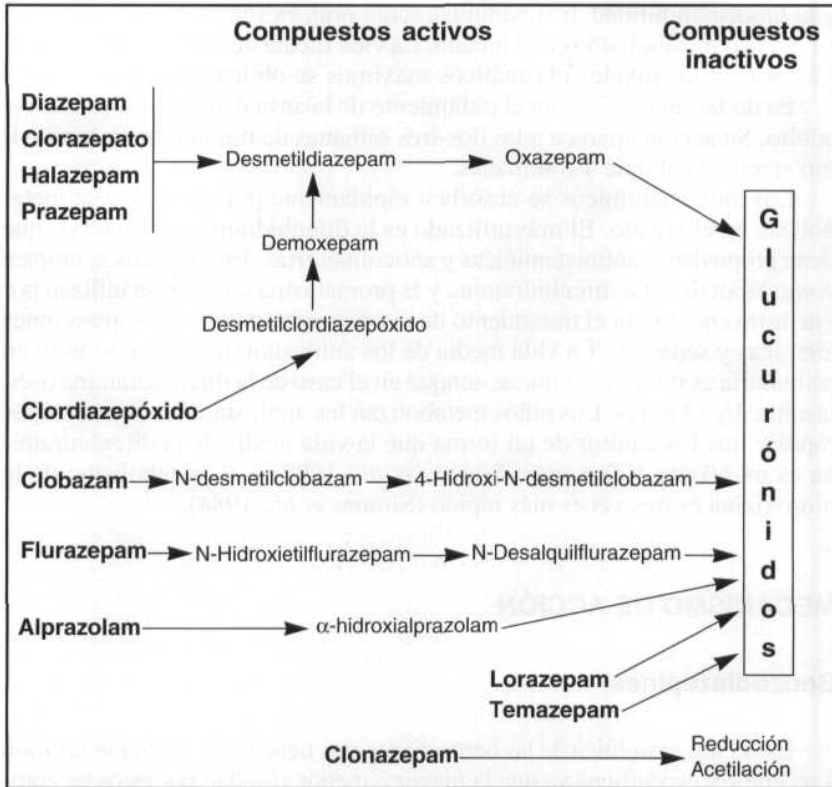 Compuestos activos
Compuestos
inactivos
Diazepam
Clorazepato
Halazepam
Prazepam
Desmetildiazepam
Oxazepam
Demoxepam
Desmetilclordiazepóxido
Clordiazepóxido
Clobazam
N-desmetilclobazam
4-Hidroxi-N-desmetilclobazam
Flurazepam
N-Hidroxietilflurazepam
N-Desalquilflurazepam
Alprazolam
α-hidroxialprazolam
Lorazepam
Temazepam
Clonazepam
Reducción
Acetilación
G
l
u
c
u
r
ó
n
i
d
o
s